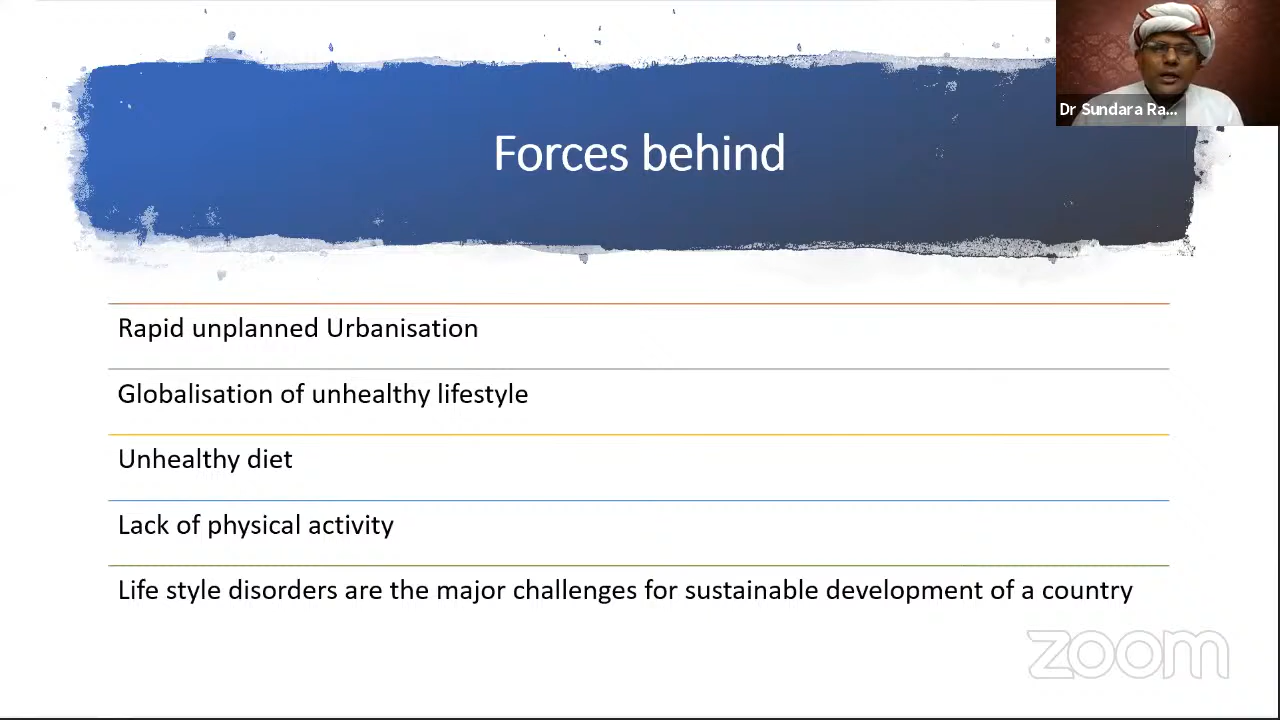 Forces behind
Dr Sundara Ra...
Rapid unplanned Urbanisation
Globalisation of unhealthy lifestyle
Unhealthy diet
Lack of physical activity
Life style disorders are the major challenges for sustainable development of a country
zoom